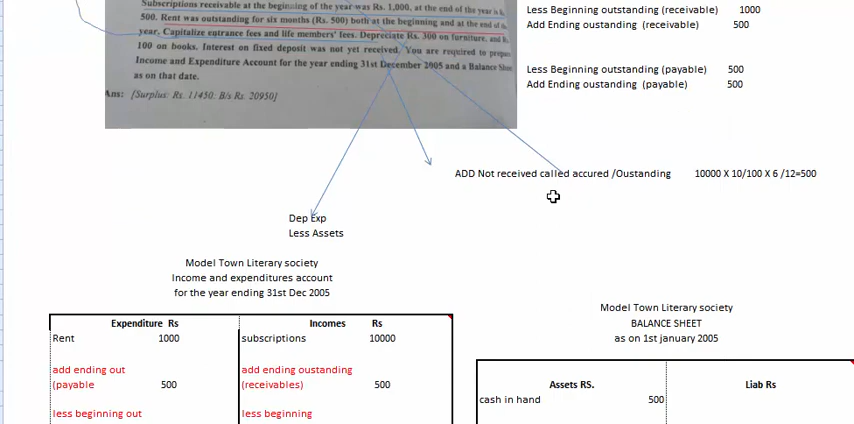 Subscriptions receivable at the beginning of the year was Rs. 1,000, at the end of the year is
500. Rent was outstanding for six months (Rs. 500) both at the beginning and at the end of
year. Capitalize entrance fees and life members' fees. Depreciate Rs. 300 on furniture, and
100 on books. Interest on fixed deposit was not yet received. You are required to
Income and Expenditure Account for the year ending 31st December 2005 and a Balance
as on that date.
Ans: [Surplus: Rs. 11450: B/s Rs. 20950]
Less Beginning oustanding (receivable) 1000
Add Ending oustanding (receivable) 500
Less Beginning oustanding (payable) 500
Add Ending oustanding (payable) 500
ADD Not received called accured /Oustanding 10000 X 10/100 X 6 /12=500
Dep Exp
Less Assets
Model Town Literary society
Income and expenditures account
for the year ending 31st Dec 2005
Expenditure Rs Incomes Rs
Rent 1000 subscriptions 10000
add ending out add ending oustanding
(payable 500 (receivables) 500
less beginning out less beginning
Model Town Literary society
BALANCE SHEET
as on 1st january 2005
Assets RS. Liab Rs
cash in hand 500